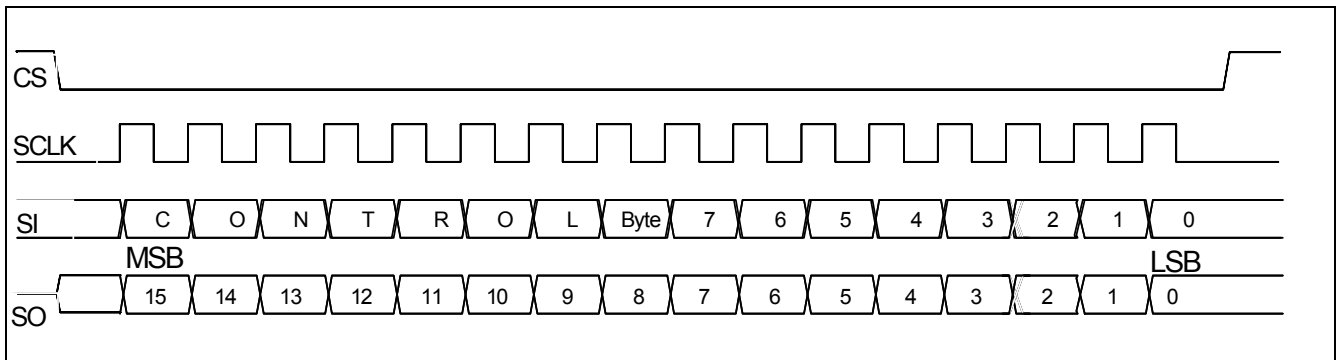 CS
SCLK
SI C O N T R O L Byte 7 6 5 4 3 2 1 0
MSB LSB
SO 15 14 13 12 11 10 9 8 7 6 5 4 3 2 1 0